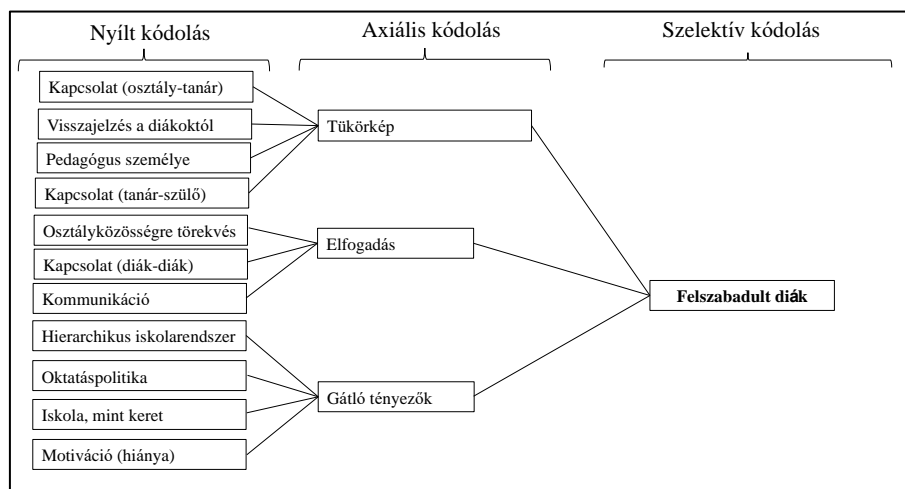 Nyílt kódolás
Axiális kódolás
Szelektív kódolás
Kapcsolat (osztály-tanár)
Visszajelzés a diákoktól
Pedagógus személye
Kapcsolat (tanár-szülő)
Osztályközösségre törekvés
Kapcsolat (diák-diák)
Kommunikáció
Hierarchikus iskolarendszer
Oktatáspolitika
Iskola, mint keret
Motiváció (hiánya)
Tükörkép
Elfogadás
Gátló tényezők
Felszabadult diák